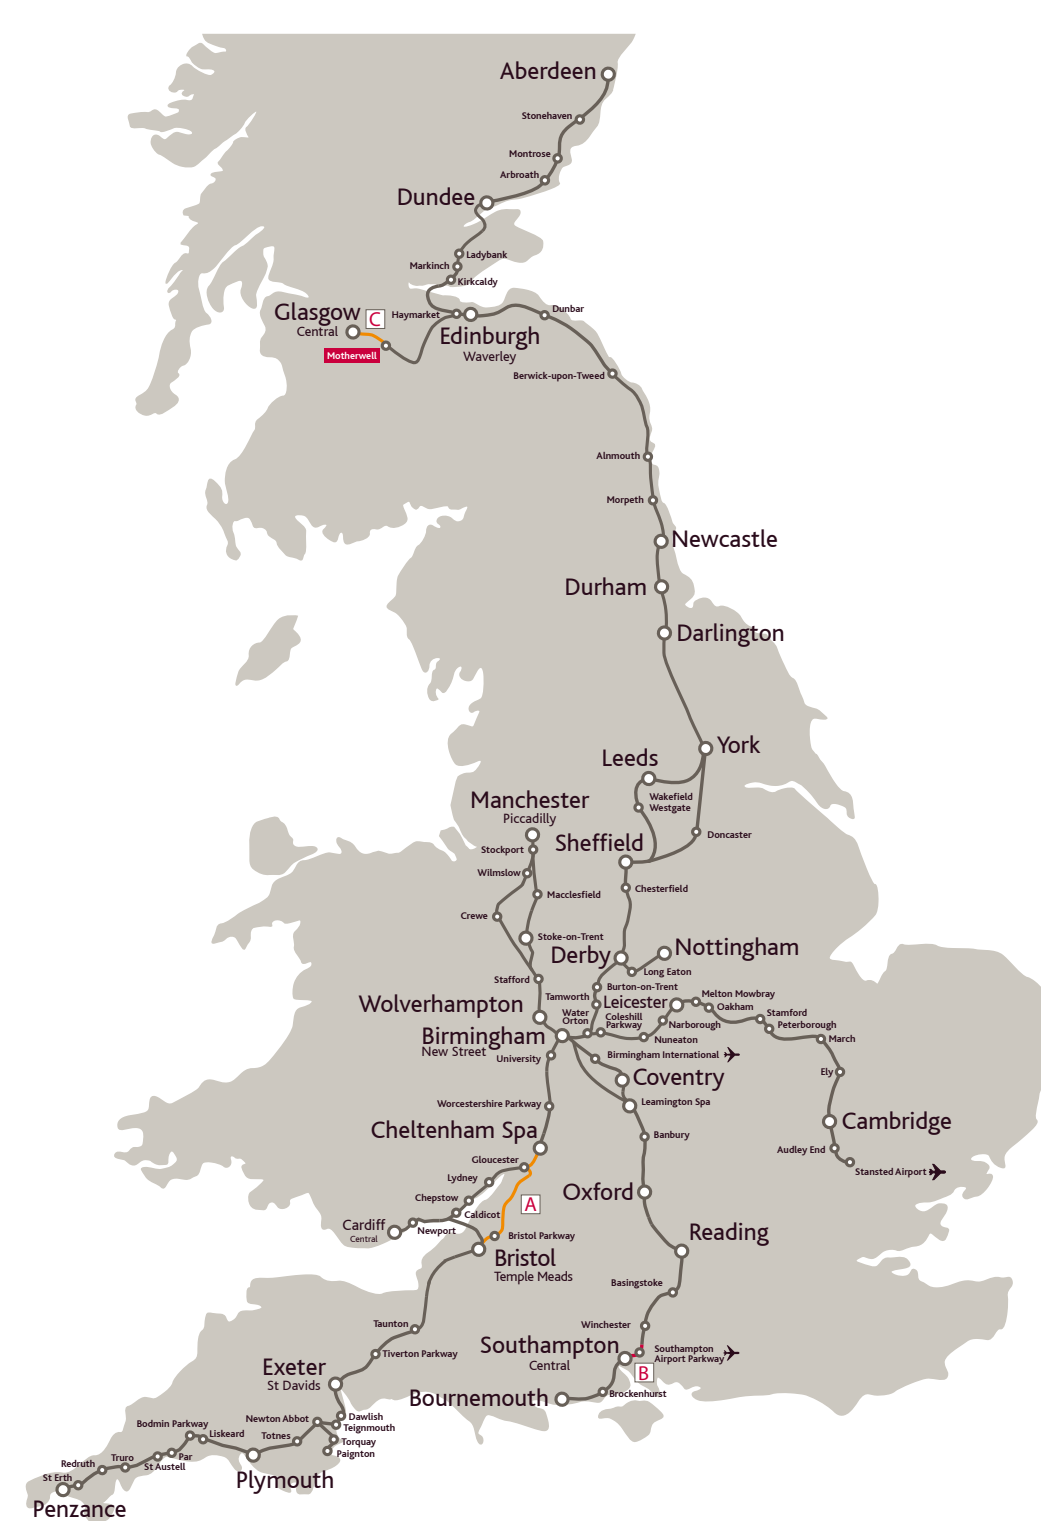 Aberdeen
Stonehaven
Montrose
Arbroath
Dundee
Ladybank
Markinch
Kirkcaldy
Glasgow
Central
C
Haymarket
Dunbar
Edinburgh
Waverley
Motherwell
Berwick-upon-Tweed
Alnmouth
Morpeth
Newcastle
Durham
Darlington
York
Leeds
Wakefield
Westgate
Manchester
Piccadilly
Doncaster
Sheffield
Stockport
Wilmslow
Chesterfield
Macclesfield
Crewe
Stoke-on-Trent
Nottingham
Derby
Long Eaton
Stafford
Burton-on-Trent
Tamworth
Melton Mowbray
Wolverhampton
Leicester
Oakham
Water
Orton
Coleshill
Parkway
Stamford
Narborough
Peterborough
Birmingham
New Street
Nuneaton
March
University
Birmingham International
Ely
Coventry
Worcestershire Parkway
Leamington Spa
Cheltenham Spa
Banbury
Cambridge
Audley End
Gloucester
Stansted Airport
Lydney
Oxford
Chepstow
A
Caldicot
Cardiff
Central
Newport
Bristol Parkway
Reading
Bristol
Temple Meads
Basingstoke
Taunton
Winchester
Southampton
Central
Southampton
Airport Parkway
Tiverton Parkway
Exeter
St Davids
B
Bournemouth
Brockenhurst
Dawlish
Newton Abbot
Teignmouth
Bodmin Parkway
Liskeard
Totnes
Torquay
Paignton
Truro
Par
St Austell
Redruth
St Erth
Plymouth
Penzance